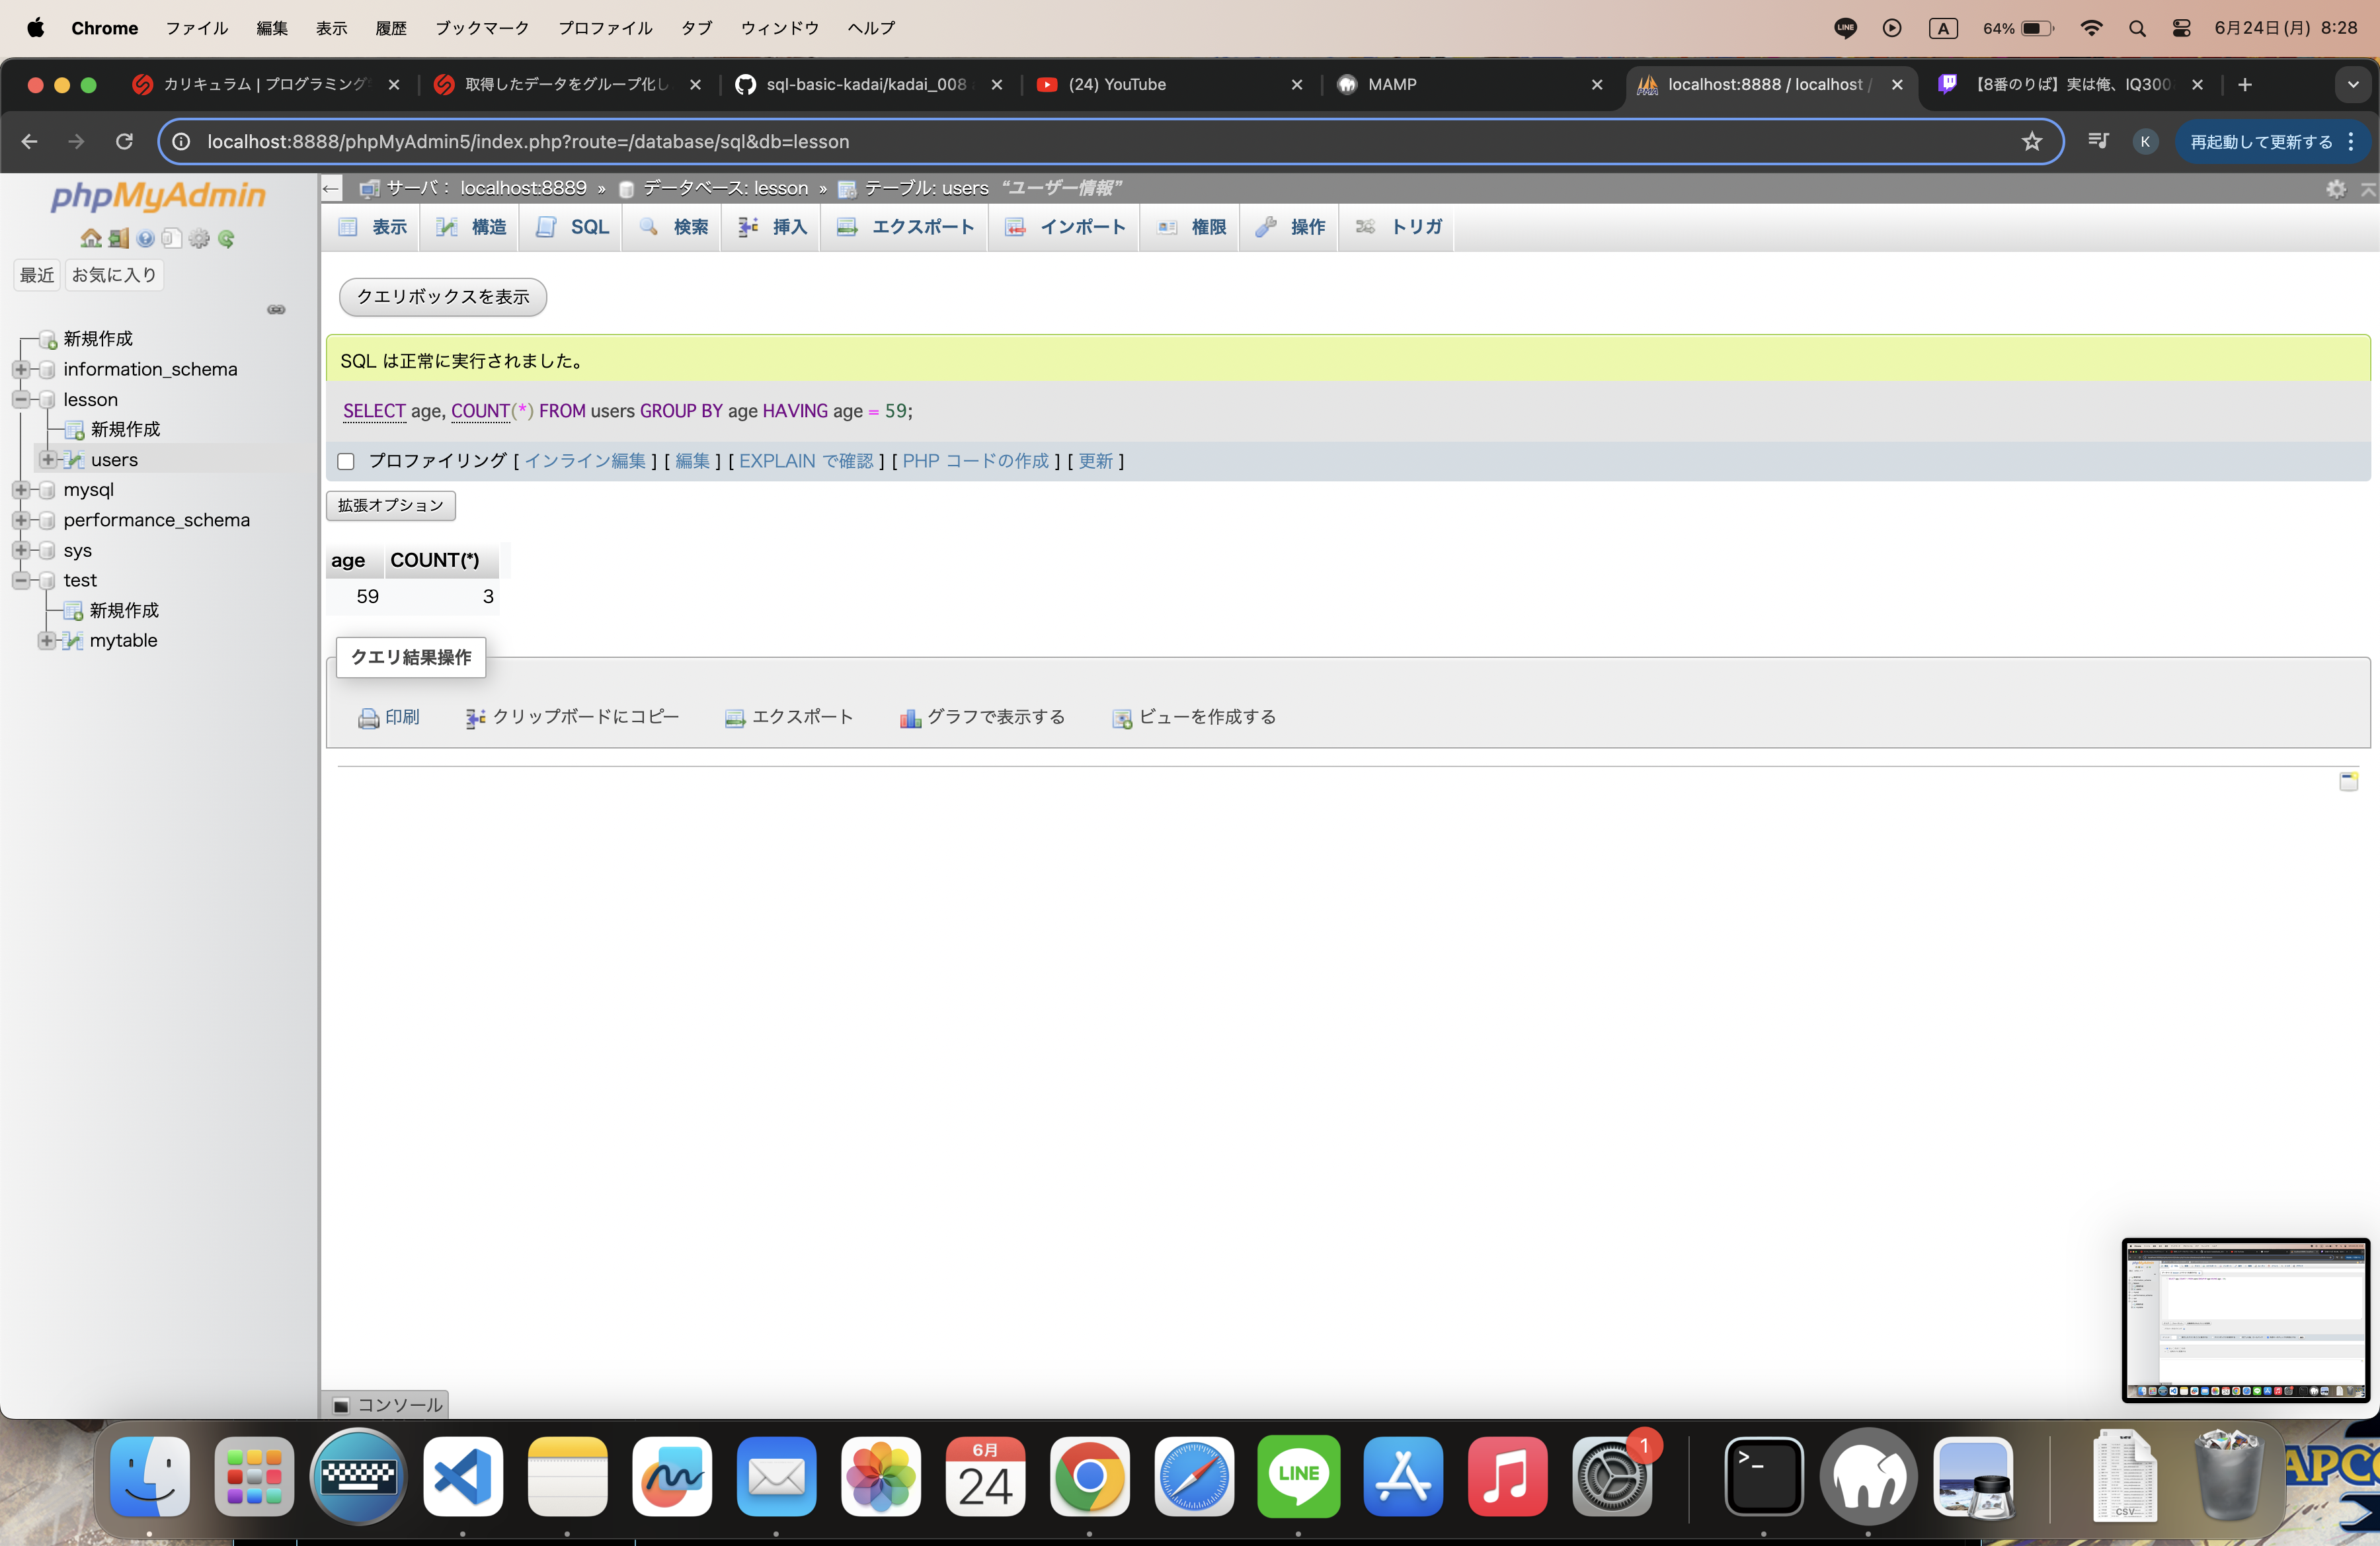 Chrome ファイル 編集 表示 履歴 ブックマーク プロファイル タブ ウィンドウ ヘルプ
LINE A 64% 6月24日(月) 8:28
カリキュラム | プログラミング
取得したデータをグループ化し
sql-basic-kadai/kadai_008
(24) YouTube
MAMP
localhost:8888 / localhost /
【8番のりば】実は俺、IQ300
localhost:8888/phpMyAdmin5/index.php?route=/database/sql&db=lesson
K
再起動して更新する
phpMyAdmin
最近 お気に入り
新規作成
information_schema
lesson
新規作成
users
mysql
performance_schema
sys
test
新規作成
mytable
サーバ： localhost:8889 » データベース: lesson » テーブル: users “ユーザー情報”
表示 構造 SQL 検索 挿入 エクスポート インポート 権限 操作 トリガ
クエリボックスを表示
SQL は正常に実行されました。
SELECT age, COUNT(*) FROM users GROUP BY age HAVING age = 59;
プロファイリング [ インライン編集 ] [ 編集 ] [ EXPLAIN で確認 ] [ PHP コードの作成 ] [ 更新 ]
拡張オプション
age COUNT(*)
59 3
クエリ結果操作
印刷 クリップボードにコピー エクスポート グラフで表示する ビューを作成する
コンソール
6月
24
LINE
1
>_
CSV